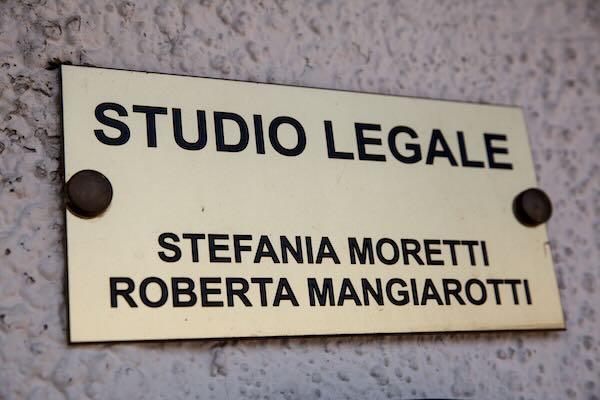 STUDIO LEGALE
STEFANIA MORETTI
ROBERTA MANGIAROTTI